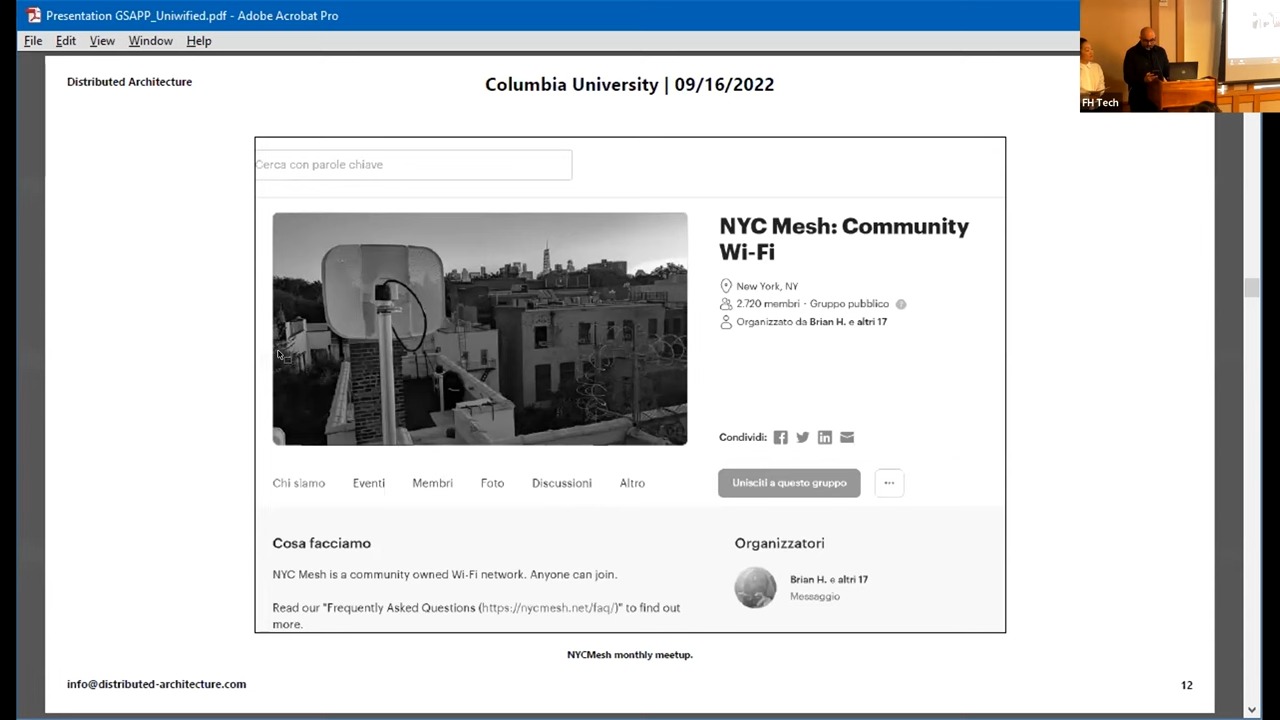 Presentation GSAPP_Uniwified.pdf - Adobe Acrobat Pro
File Edit View Window Help
Distributed Architecture
Columbia University | 09/16/2022
FH Tech
Cerca con parole chiave
NYC Mesh: Community
Wi-Fi
New York, NY
2.720 membri · Gruppo pubblico
Organizzato da Brian H. e altri 17
Condividi:
Chi siamo Eventi Membri Foto Discussioni Altro
Unisciti a questo gruppo
Cosa facciamo
NYC Mesh is a community owned Wi-Fi network. Anyone can join.
Read our "Frequently Asked Questions (https://nycmesh.net/faq/)" to find out
more.
Organizzatori
Brian H. e altri 17
Messaggio
NYCMesh monthly meetup.
info@distributed-architecture.com
12